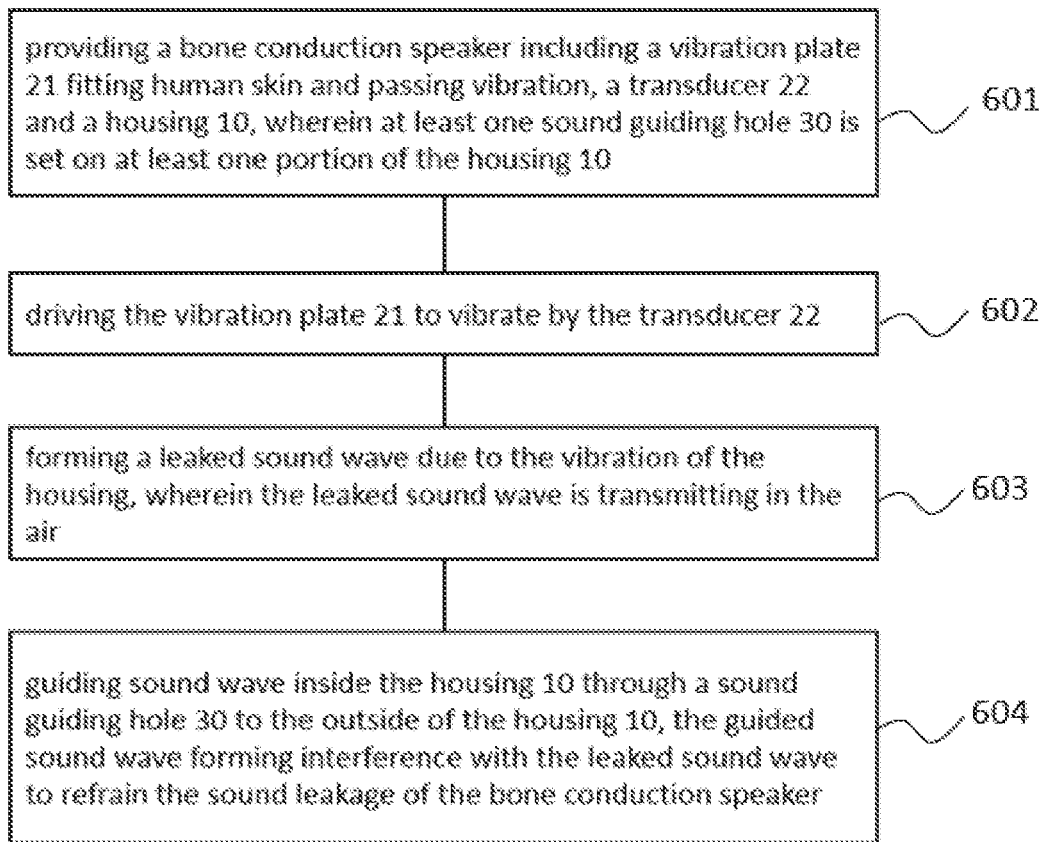 providing a bone conduction speaker including a vibration plate
21 fitting human skin and passing vibration, a transducer 22
and a housing 10, wherein at least one sound guiding hole 30 is
set on at least one portion of the housing 10
601
driving the vibration plate 21 to vibrate by the transducer 22
602
forming a leaked sound wave due to the vibration of the
housing, wherein the leaked sound wave is transmitting in the
air
603
guiding sound wave inside the housing 10 through a sound
guiding hole 30 to the outside of the housing 10, the guided
sound wave forming interference with the leaked sound wave
to refrain the sound leakage of the bone conduction speaker
604